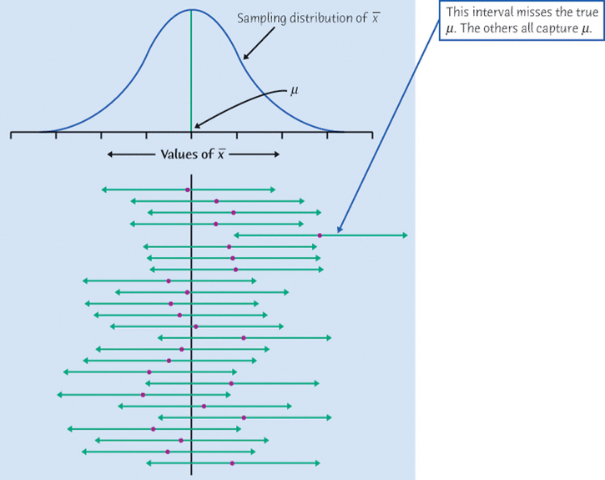 Sampling distribution of x̅
This interval misses the true
μ. The others all capture μ.
μ
Values of x̅